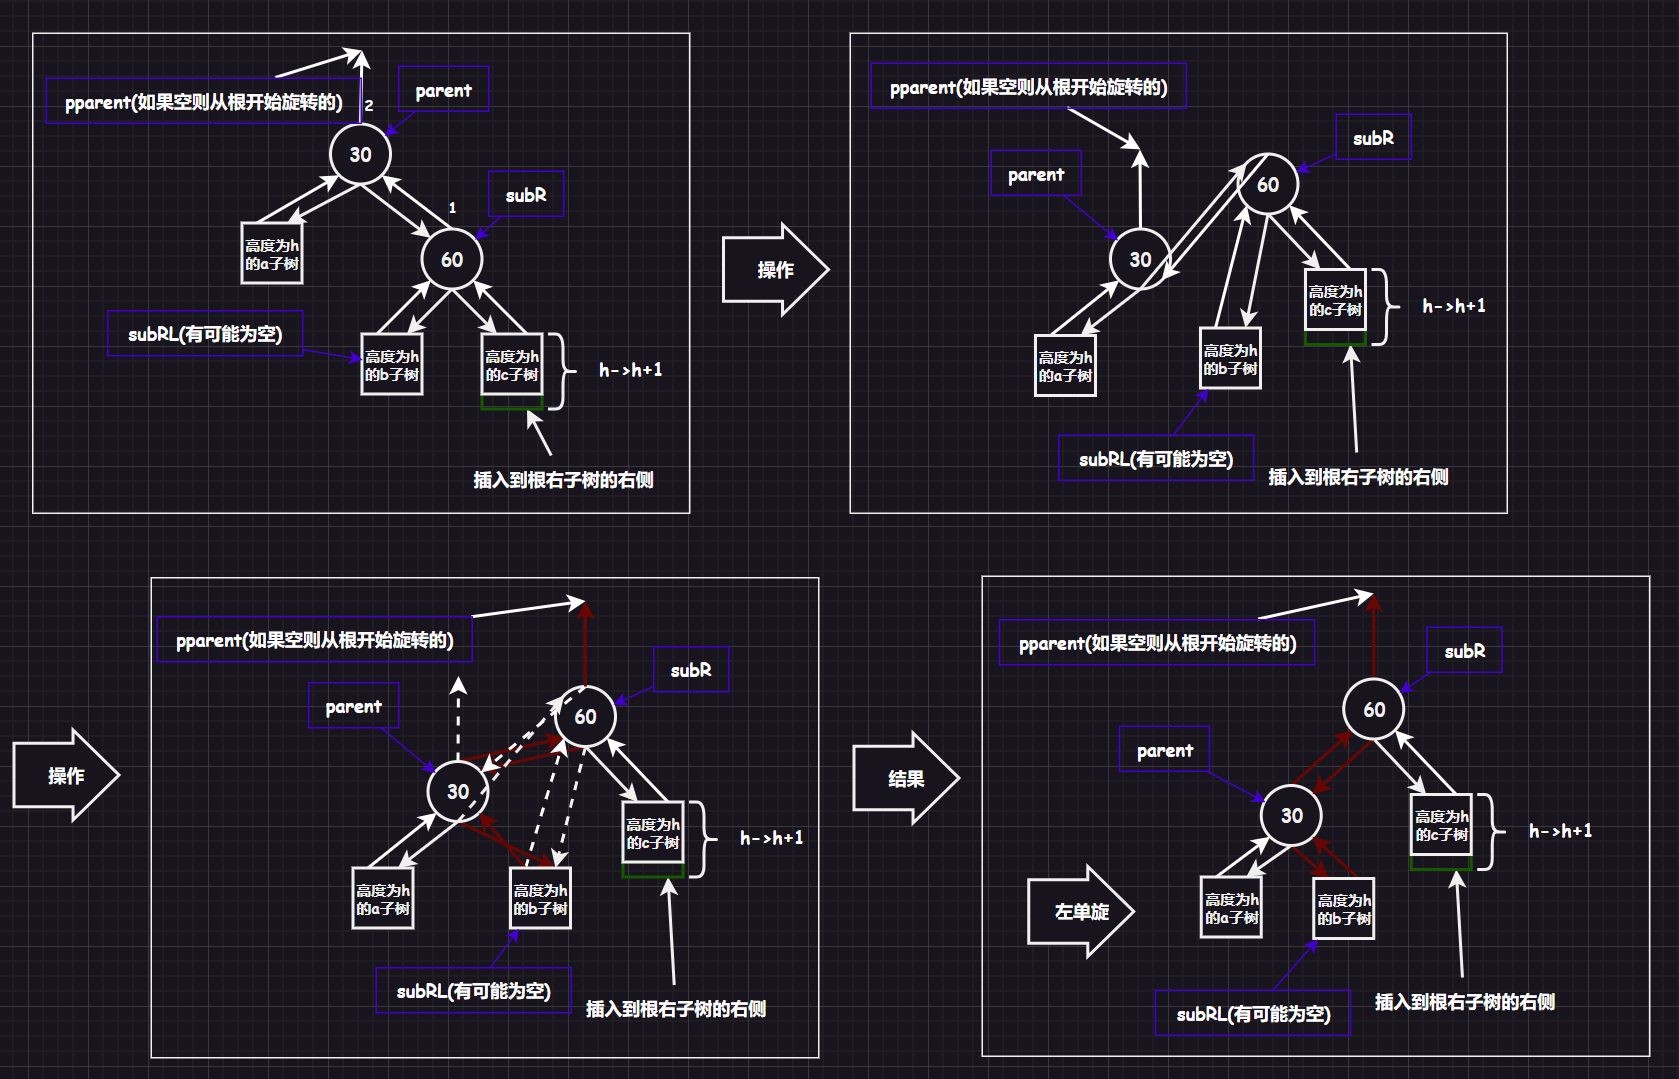 pparent(如果空则从根开始旋转的)
2
parent
30
1
subR
高度为h
的a子树
60
subRL(有可能为空)
高度为h
的b子树
高度为h
的c子树
h->h+1
插入到根右子树的右侧
操作
pparent(如果空则从根开始旋转的)
subR
parent
60
30
高度为h
的c子树
h->h+1
高度为h
的a子树
高度为h
的b子树
subRL(有可能为空)
插入到根右子树的右侧
操作
pparent(如果空则从根开始旋转的)
subR
parent
60
30
高度为h
的c子树
h->h+1
高度为h
的a子树
高度为h
的b子树
subRL(有可能为空)
插入到根右子树的右侧
结果
左单旋
pparent(如果空则从根开始旋转的)
subR
60
parent
30
高度为h
的c子树
h->h+1
高度为h
的a子树
高度为h
的b子树
subRL(有可能为空)
插入到根右子树的右侧